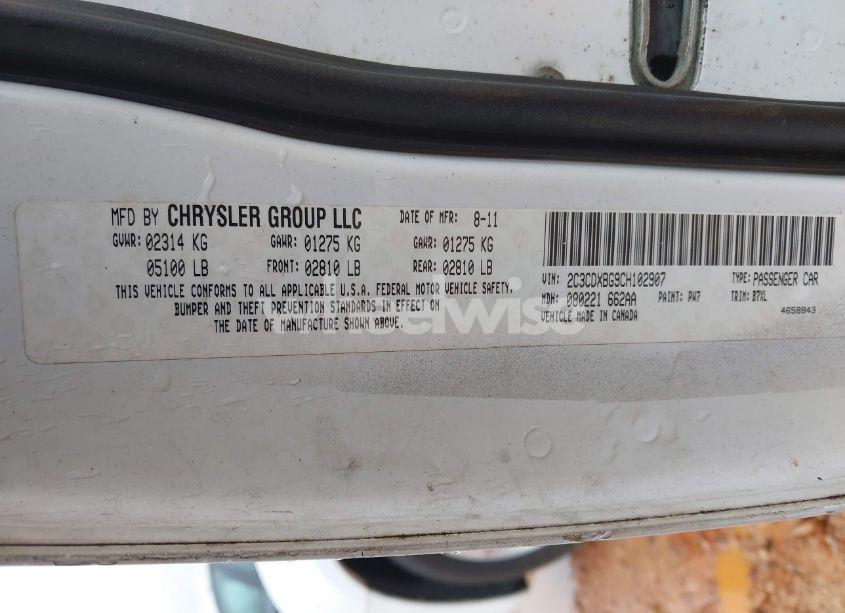 MFD BY CHRYSLER GROUP LLC DATE OF MFR: 8-11
GVWR: 02314 KG GAWR: 01275 KG GAWR: 01275 KG
05100 LB FRONT: 02810 LB REAR: 02810 LB
THIS VEHICLE CONFORMS TO ALL APPLICABLE U.S.A. FEDERAL MOTOR VEHICLE SAFETY,
BUMPER AND THEFT PREVENTION STANDARDS IN EFFECT ON
THE DATE OF MANUFACTURE SHOWN ABOVE.
VIN: 2C3CDXBG9CH102907 TYPE: PASSENGER CAR
MDH: 080221 662AA PAINT: PW7 TRIM: B7XL
VEHICLE MADE IN CANADA 4658843